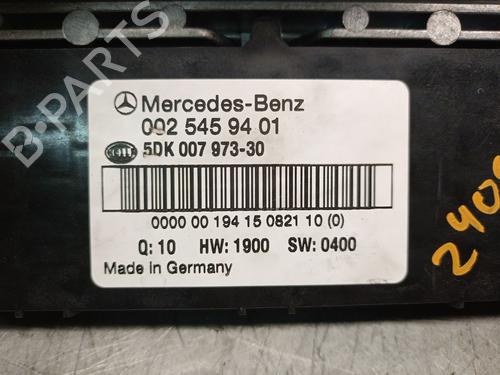 B-PARTS
Mercedes-Benz
002 545 94 01
HELLA 5DK 007 973-30
0000 00 194 15 0821 10 (0)
Q: 10 HW: 1900 SW: 0400
Made in Germany